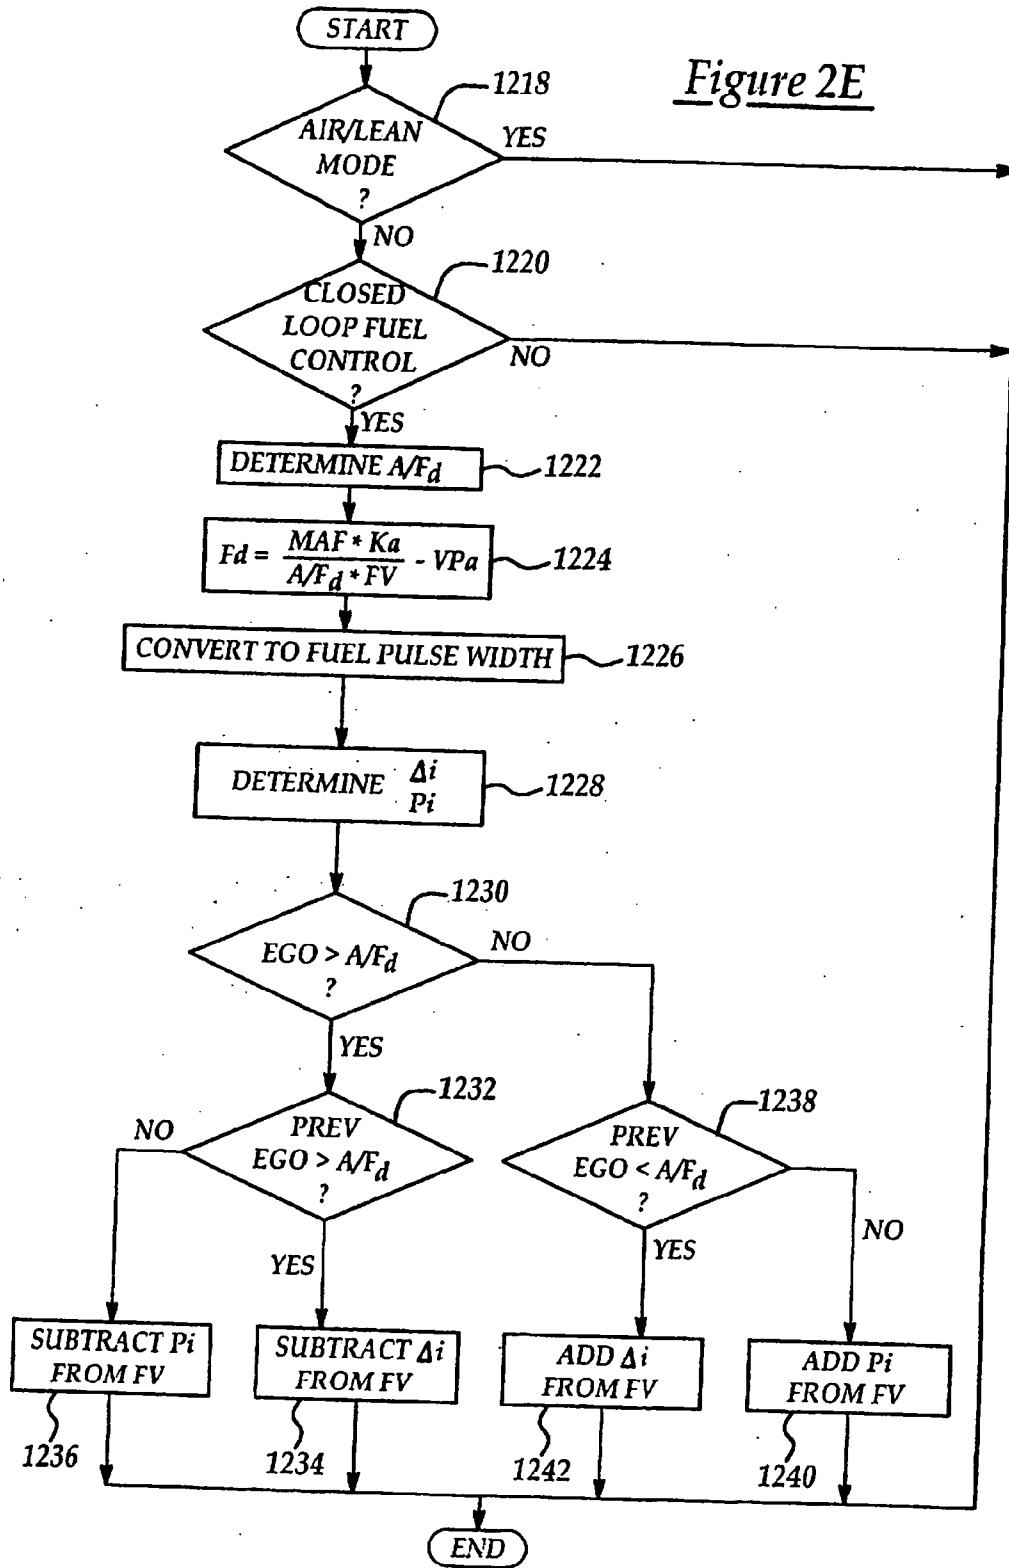 START
Figure 2E
1218
AIR/LEAN
MODE
?
YES
NO
1220
CLOSED
LOOP FUEL
CONTROL
?
NO
YES
DETERMINE A/Fd
1222
Fd = MAF * Ka / A/Fd * FV - VPa
1224
CONVERT TO FUEL PULSE WIDTH
1226
DETERMINE Δi
Pi
1228
1230
EGO > A/Fd
?
NO
YES
1232
PREV
EGO > A/Fd
?
NO
YES
1238
PREV
EGO < A/Fd
?
YES
NO
SUBTRACT Pi
FROM FV
1236
SUBTRACT Δi
FROM FV
1234
ADD Δi
FROM FV
1242
ADD Pi
FROM FV
1240
END